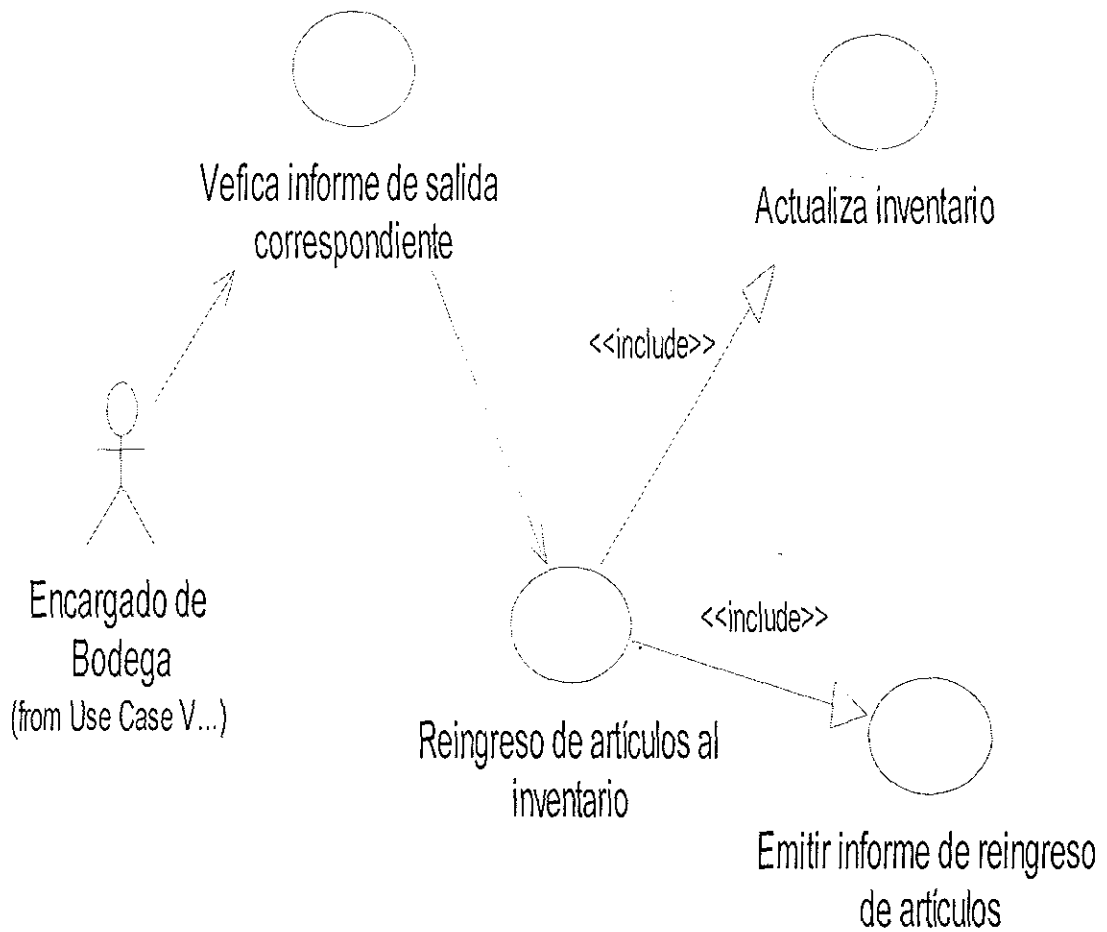 Vefica informe de salida
correspondiente
Actualiza inventario
<<include>>
Encargado de
Bodega
(from Use Case V...)
<<include>>
Reingreso de artículos al
inventario
Emitir informe de reingreso
de artículos